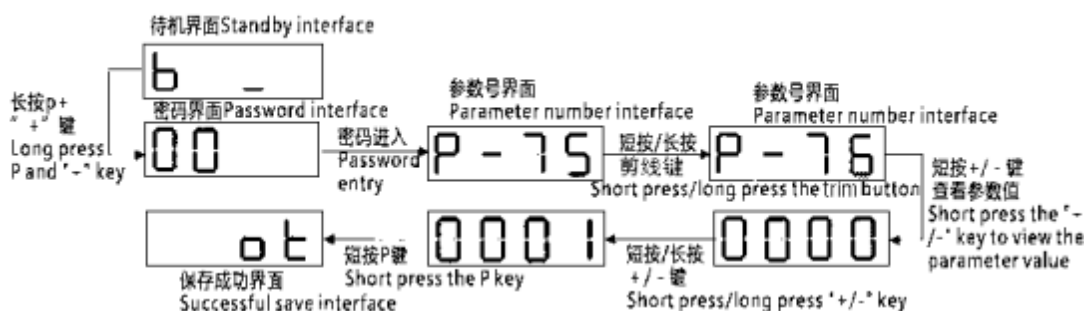 待机界面Standby interface
b _
长按p+
"+" 键
Long press
P and "-" key
密码界面Password interface
00
密码进入
Password
entry
参数号界面
Parameter number interface
P-75
短按/长按
剪线键
Short press/long press the trim button
参数号界面
Parameter number interface
P-76
短按+/-键
查看参数值
Short press the "-
/-" key to view the
parameter value
0000
短按/长按
+/-键
Short press/long press "+/-" key
0001
短按P键
Short press the P key
ot
保存成功界面
Successful save interface